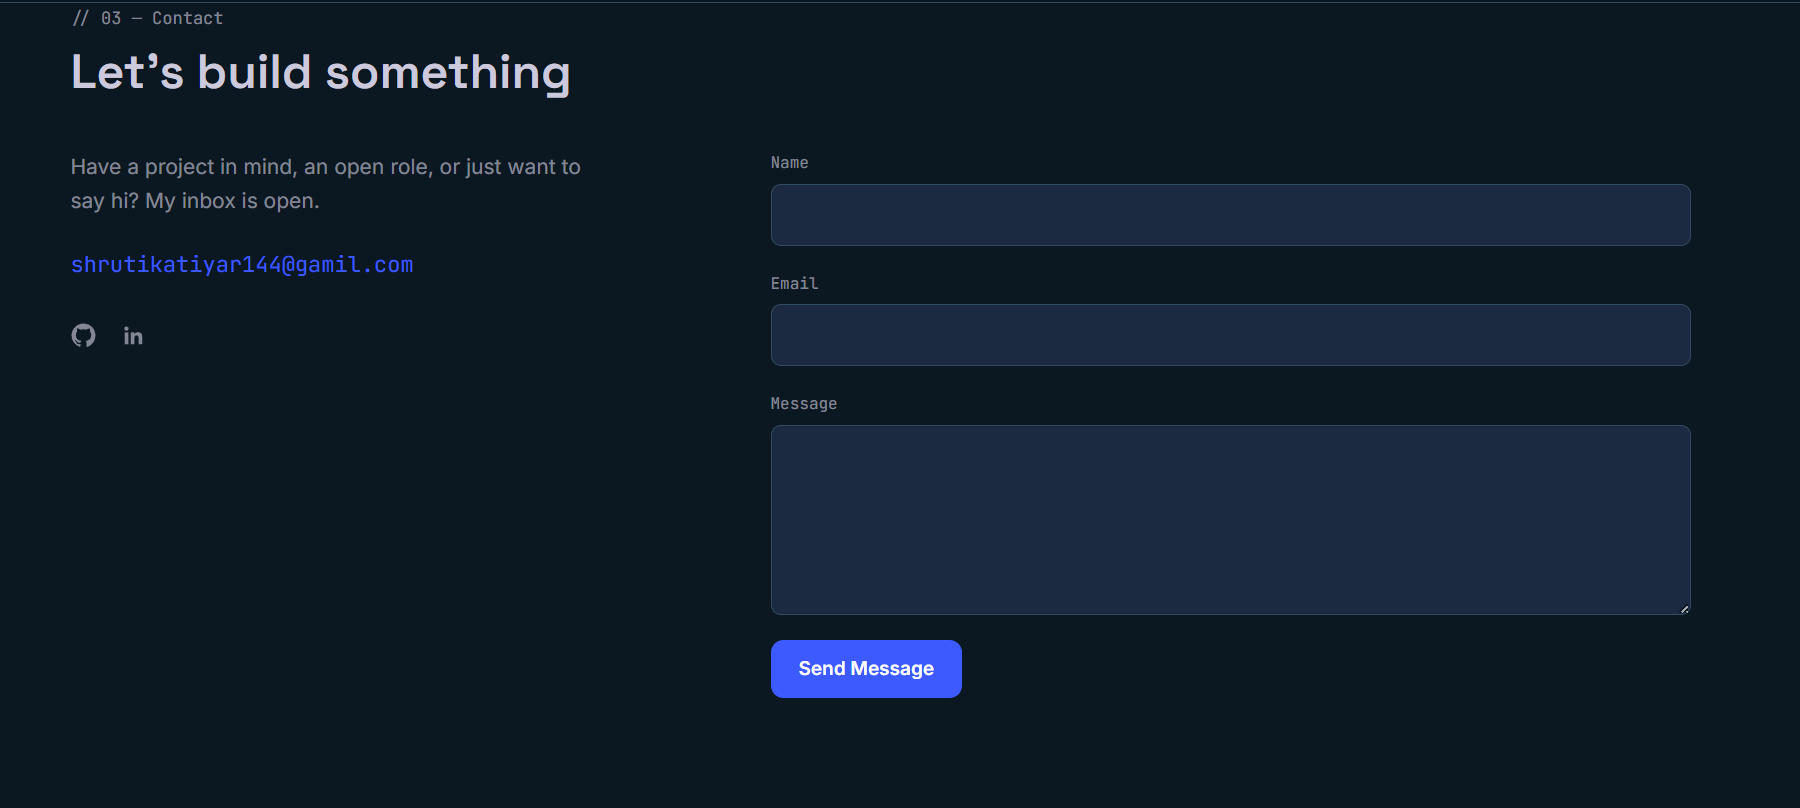 // 03 — Contact
Let's build something
Have a project in mind, an open role, or just want to
say hi? My inbox is open.
shrutikatiyar144@gamil.com
in
Name
Email
Message
Send Message